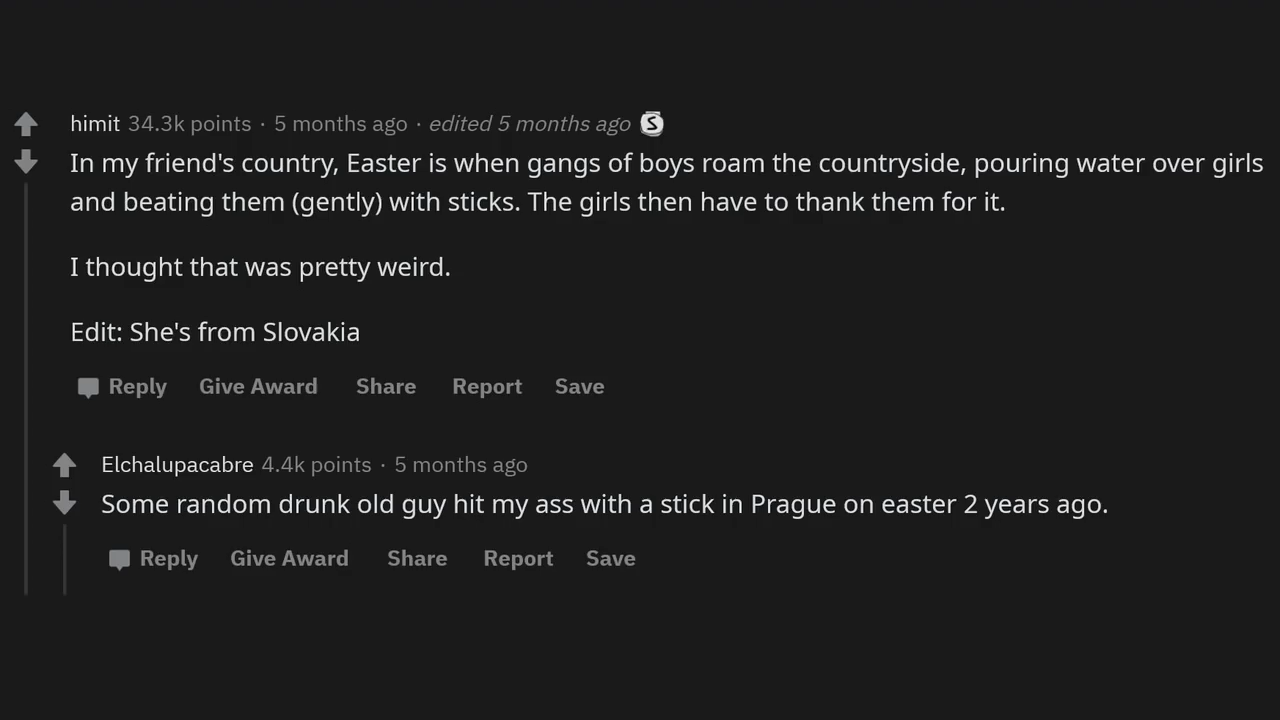 himit 34.3k points · 5 months ago · edited 5 months ago S
In my friend's country, Easter is when gangs of boys roam the countryside, pouring water over girls
and beating them (gently) with sticks. The girls then have to thank them for it.
I thought that was pretty weird.
Edit: She's from Slovakia
Reply Give Award Share Report Save
Elchalupacabre 4.4k points · 5 months ago
Some random drunk old guy hit my ass with a stick in Prague on easter 2 years ago.
Reply Give Award Share Report Save